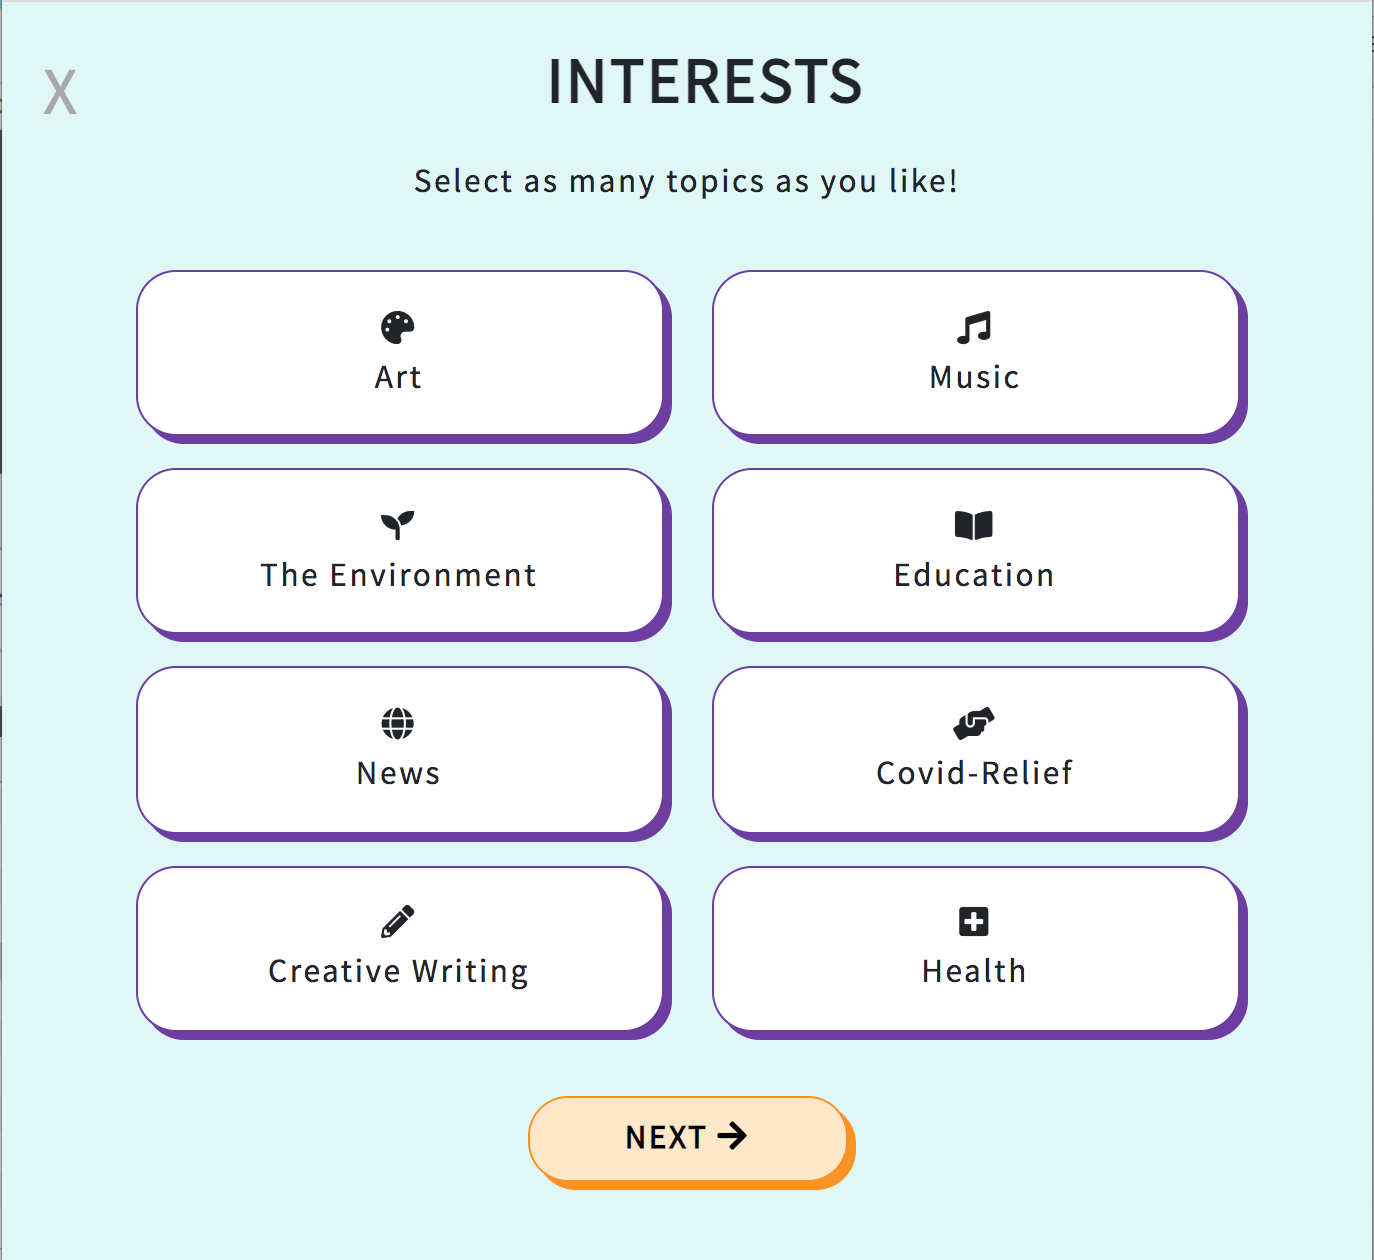 X
INTERESTS
Select as many topics as you like!
Art
Music
The Environment
Education
News
Covid-Relief
Creative Writing
Health
NEXT →